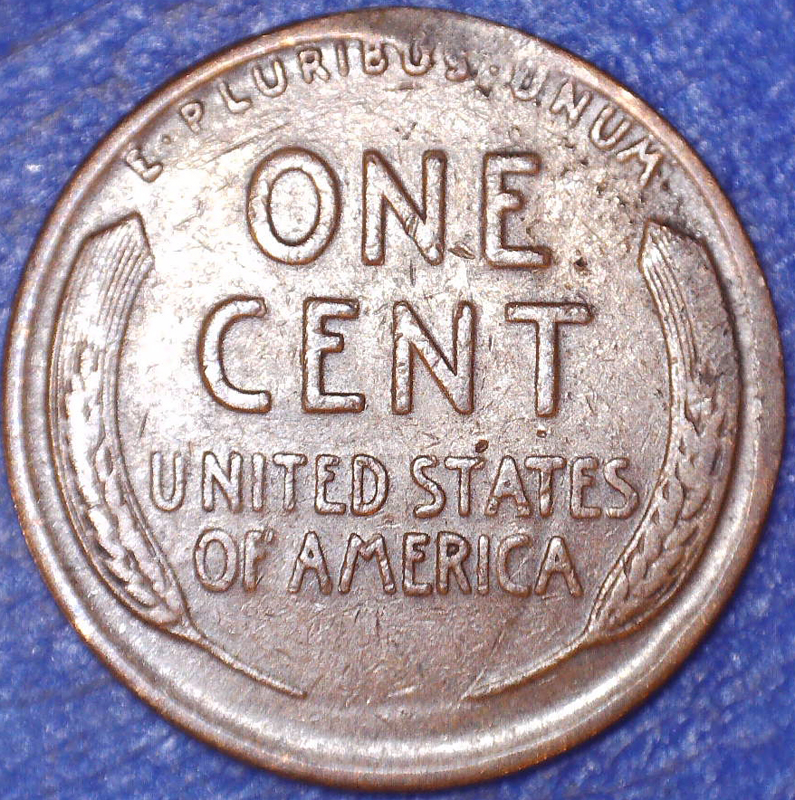 E·PLURIBUS·UNUM
ONE
CENT
UNITED STATES
OF AMERICA